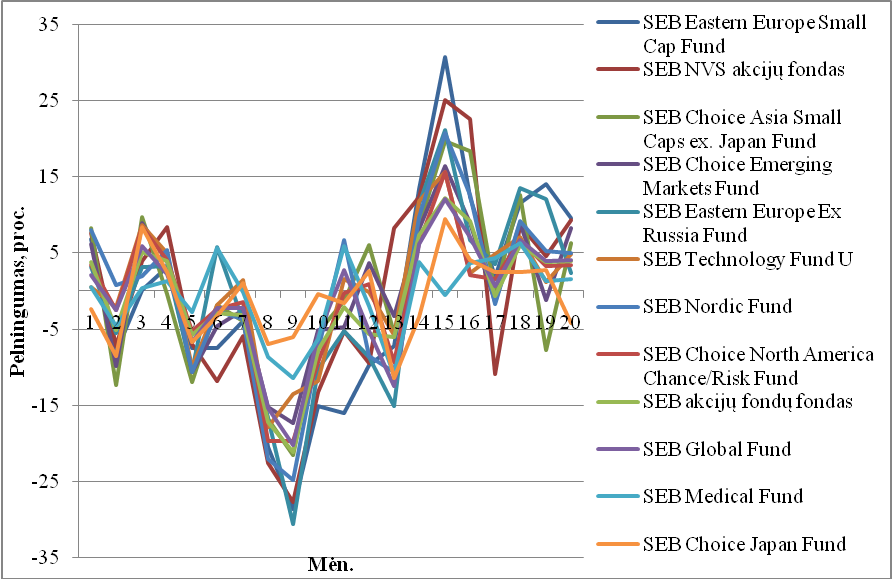 35
25
15
5
-5
-15
-25
-35
Pelningumas, proc.
1 2 3 4 5 6 7 8 9 10 11 12 13 14 15 16 17 18 19 20
Mėn.
SEB Eastern Europe Small
Cap Fund
SEB NVS akcijų fondas
SEB Choice Asia Small
Caps ex. Japan Fund
SEB Choice Emerging
Markets Fund
SEB Eastern Europe Ex
Russia Fund
SEB Technology Fund U
SEB Nordic Fund
SEB Choice North America
Chance/Risk Fund
SEB akcijų fondų fondas
SEB Global Fund
SEB Medical Fund
SEB Choice Japan Fund